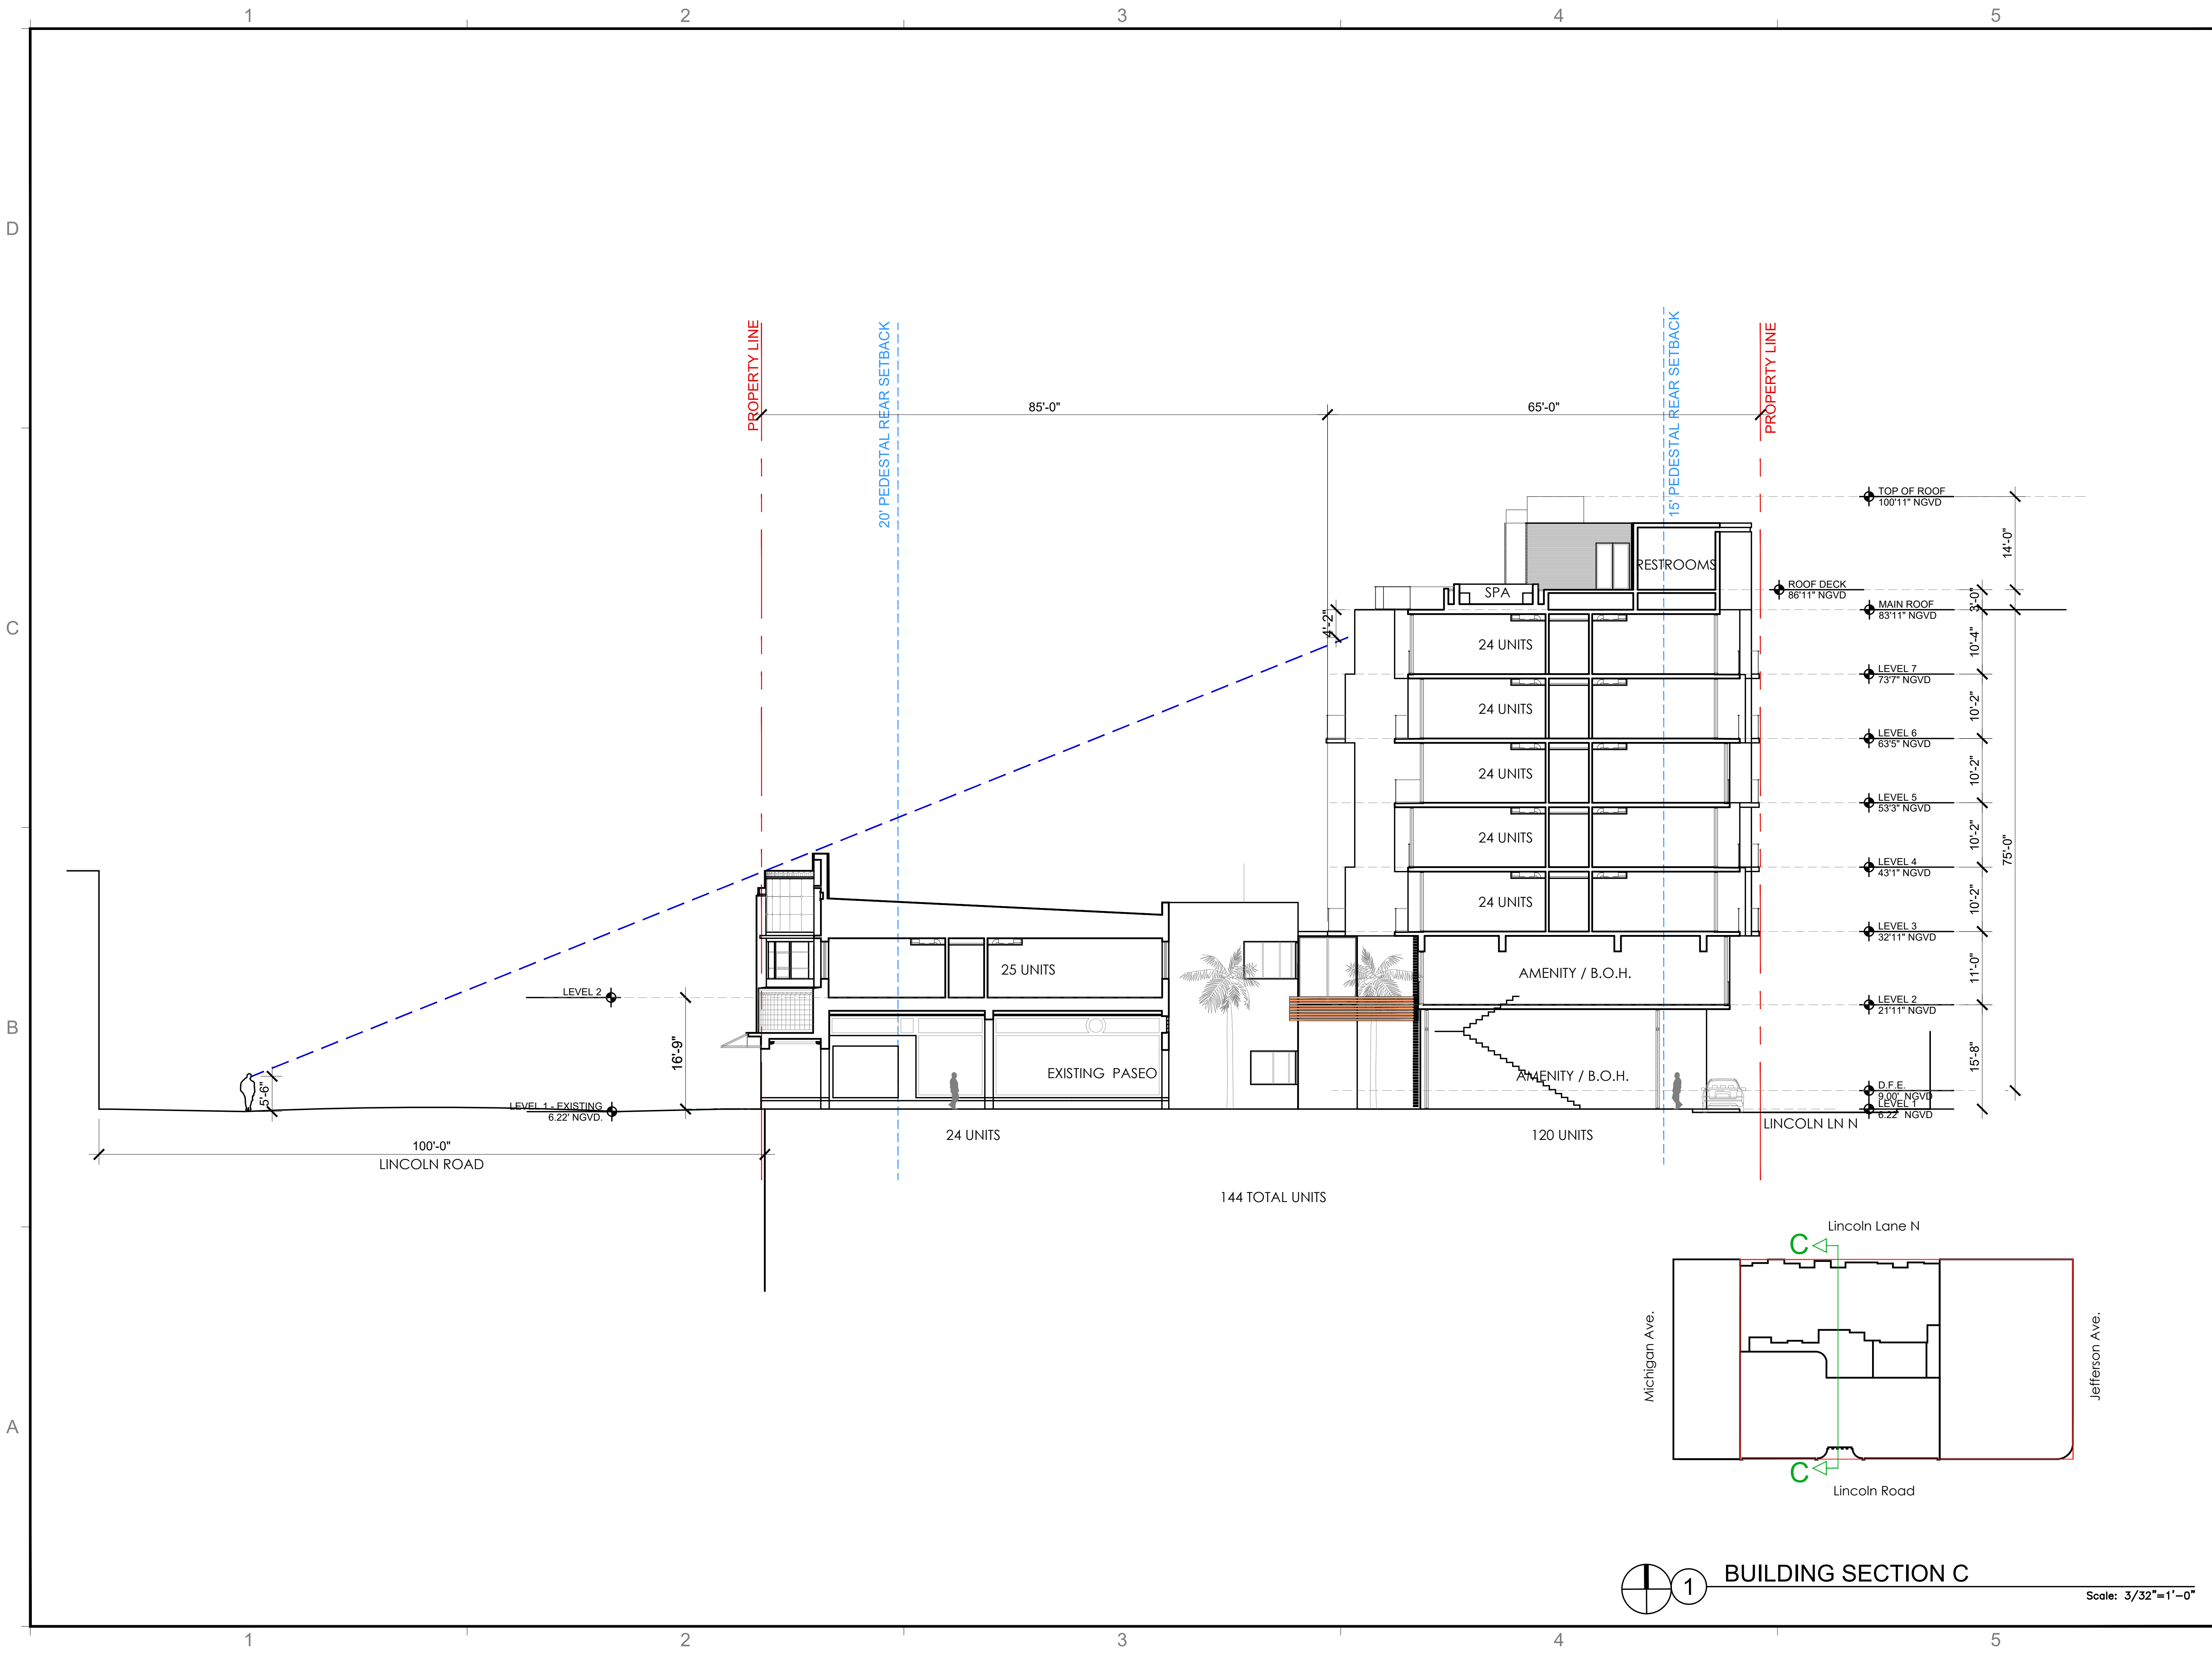 1 2 3 4 5
D
C
B
A
PROPERTY LINE
20' PEDESTAL REAR SETBACK
15' PEDESTAL REAR SETBACK
PROPERTY LINE
85'-0"
65'-0"
TOP OF ROOF
100'11" NGVD
14'-0"
RESTROOMS
SPA
ROOF DECK
86'11" NGVD
3'-0"
MAIN ROOF
83'11" NGVD
4'-2"
10'-4"
24 UNITS
LEVEL 7
73'7" NGVD
10'-2"
24 UNITS
LEVEL 6
63'5" NGVD
10'-2"
24 UNITS
LEVEL 5
53'3" NGVD
10'-2"
24 UNITS
75'-0"
LEVEL 4
43'1" NGVD
10'-2"
24 UNITS
LEVEL 3
32'11" NGVD
11'-0"
25 UNITS
AMENITY / B.O.H.
LEVEL 2
LEVEL 2
21'11" NGVD
16'-9"
15'-8"
EXISTING PASEO
AMENITY / B.O.H.
5'-6"
D.F.E.
9.00' NGVD
LEVEL 1 - EXISTING
6.22' NGVD.
LEVEL 1
6.22' NGVD
LINCOLN LN N
24 UNITS
120 UNITS
100'-0"
LINCOLN ROAD
144 TOTAL UNITS
Lincoln Lane N
C
Michigan Ave.
Jefferson Ave.
C
Lincoln Road
1
BUILDING SECTION C
Scale: 3/32"=1'-0"
1 2 3 4 5